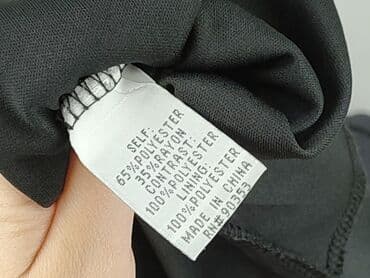 SELF:
65%POLYESTER
35%RAYON
CONTRAST:
100%POLYESTER
LINING:
100%POLYESTER
MADE IN CHINA
RN#90353